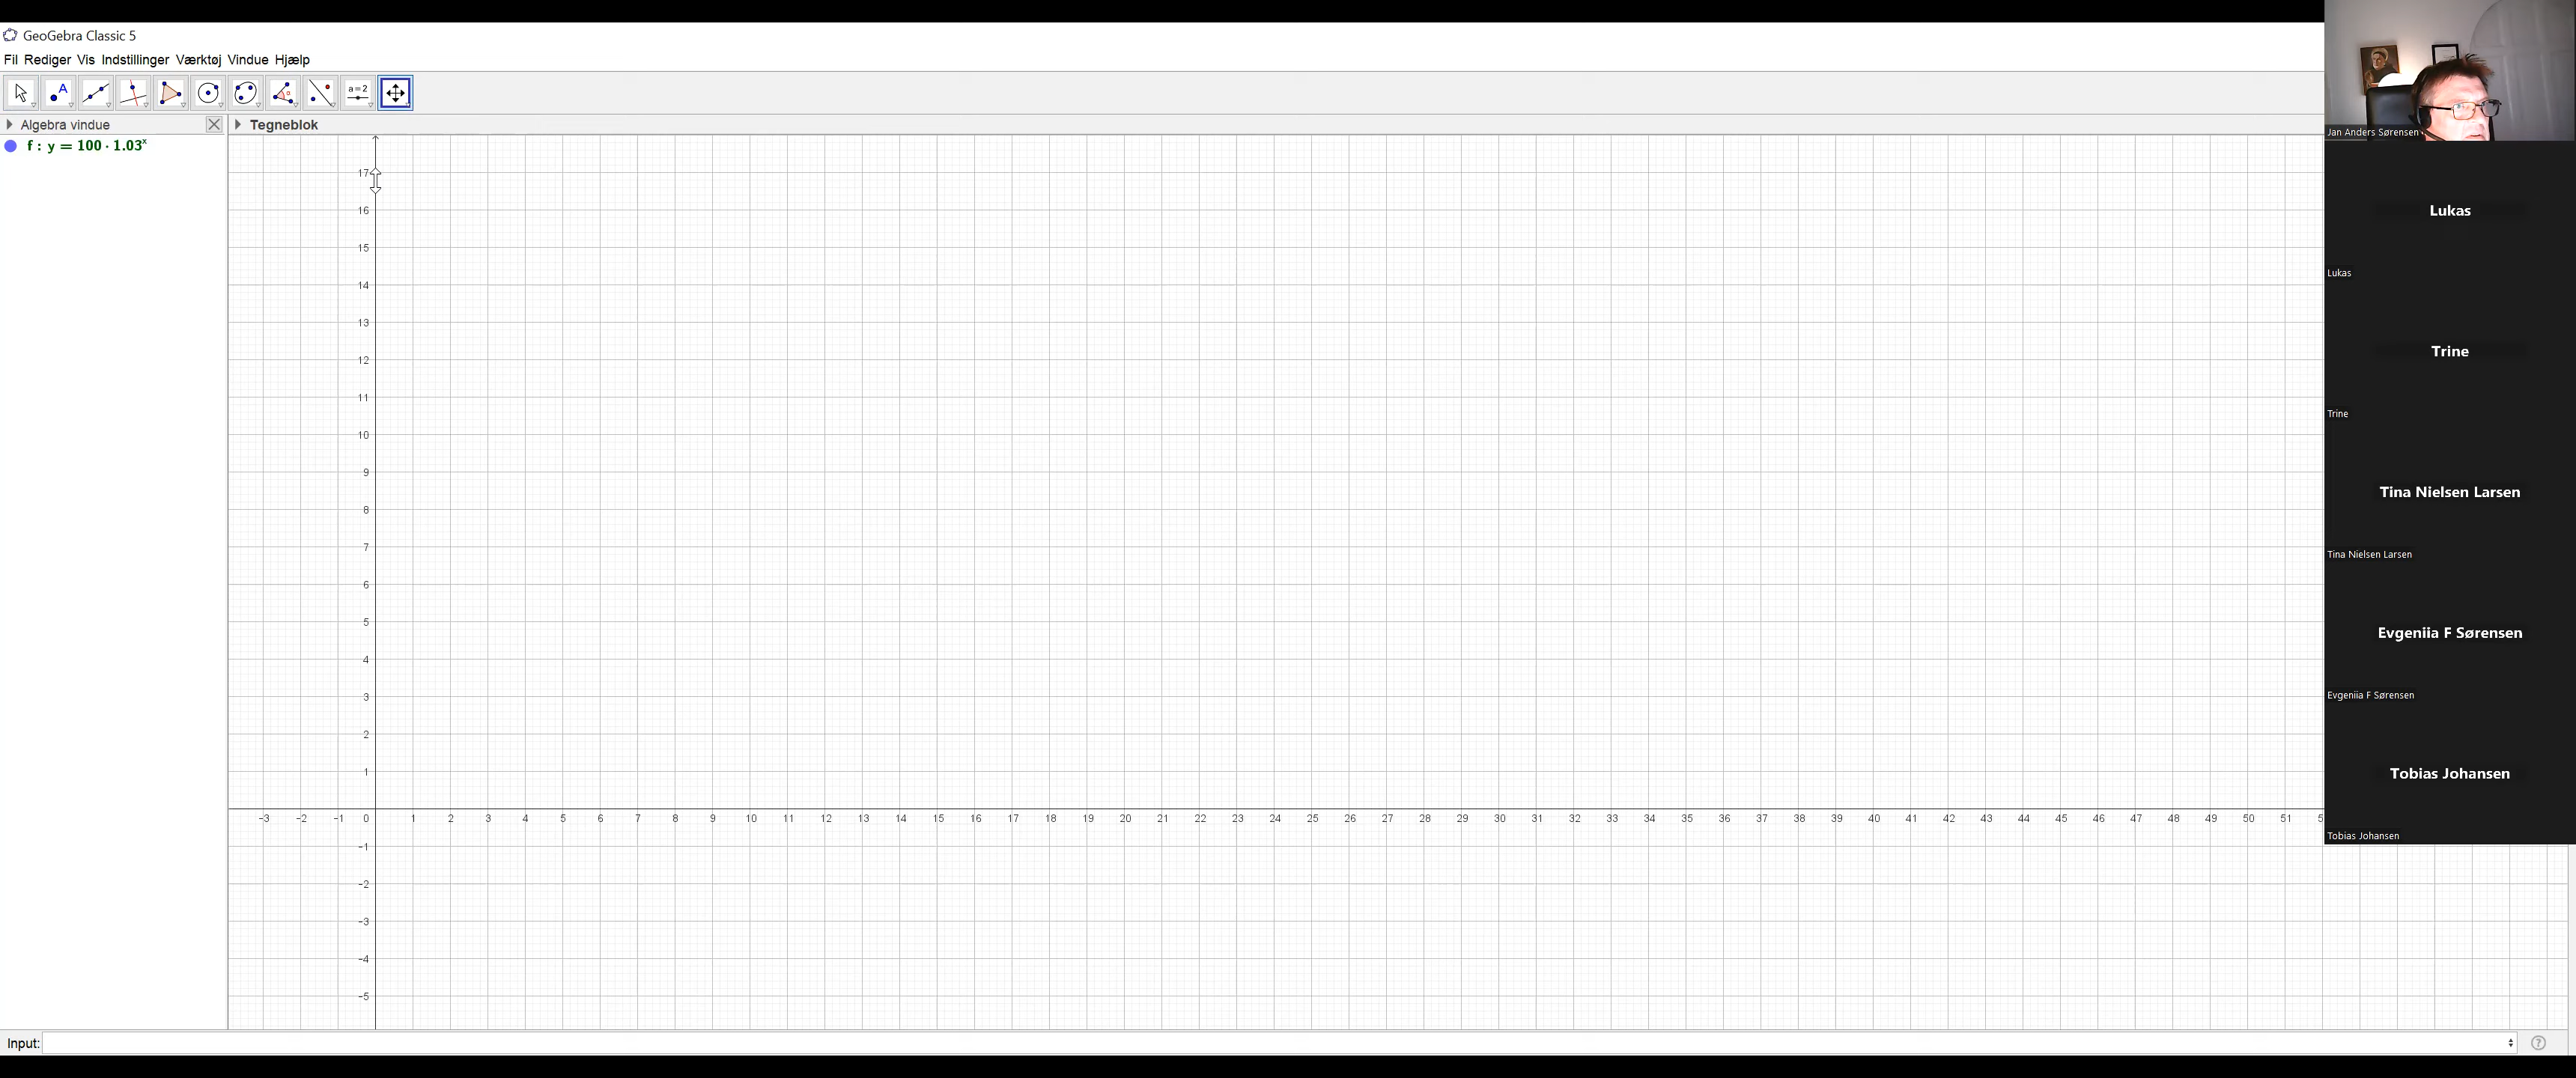 GeoGebra Classic 5
Fil Rediger Vis Indstillinger Værktøj Vindue Hjælp
A
a=2
Algebra vindue
Tegneblok
f : y = 100 · 1.03ˣ
17
16
15
14
13
12
11
10
9
8
7
6
5
4
3
2
1
-3 -2 -1 0 1 2 3 4 5 6 7 8 9 10 11 12 13 14 15 16 17 18 19 20 21 22 23 24 25 26 27 28 29 30 31 32 33 34 35 36 37 38 39 40 41 42 43 44 45 46 47 48 49 50 51 5
-1
-2
-3
-4
-5
Input:
?
Jan Anders Sørensen
Lukas
Lukas
Trine
Trine
Tina Nielsen Larsen
Tina Nielsen Larsen
Evgeniia F Sørensen
Evgeniia F Sørensen
Tobias Johansen
Tobias Johansen